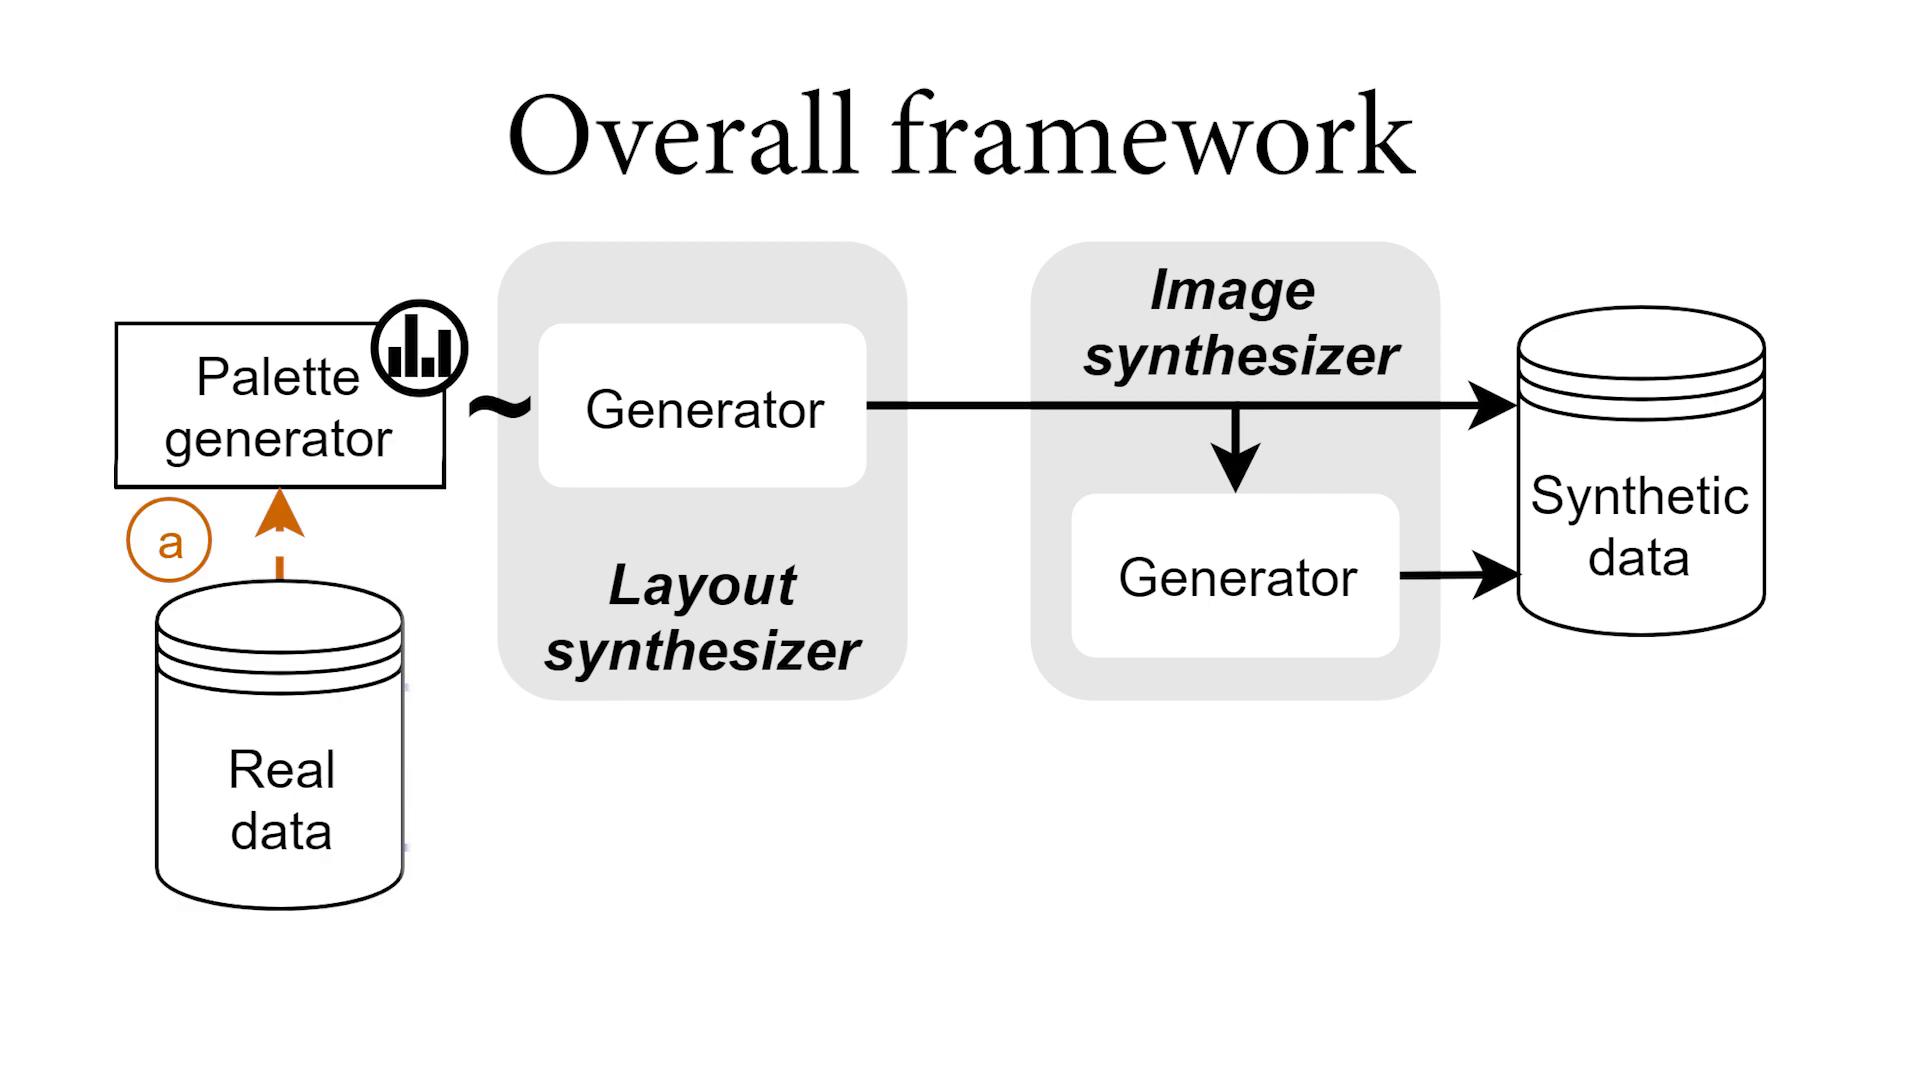 Overall framework
Palette
generator
~
a
Real
data
Generator
Layout
synthesizer
Image
synthesizer
Generator
Synthetic
data